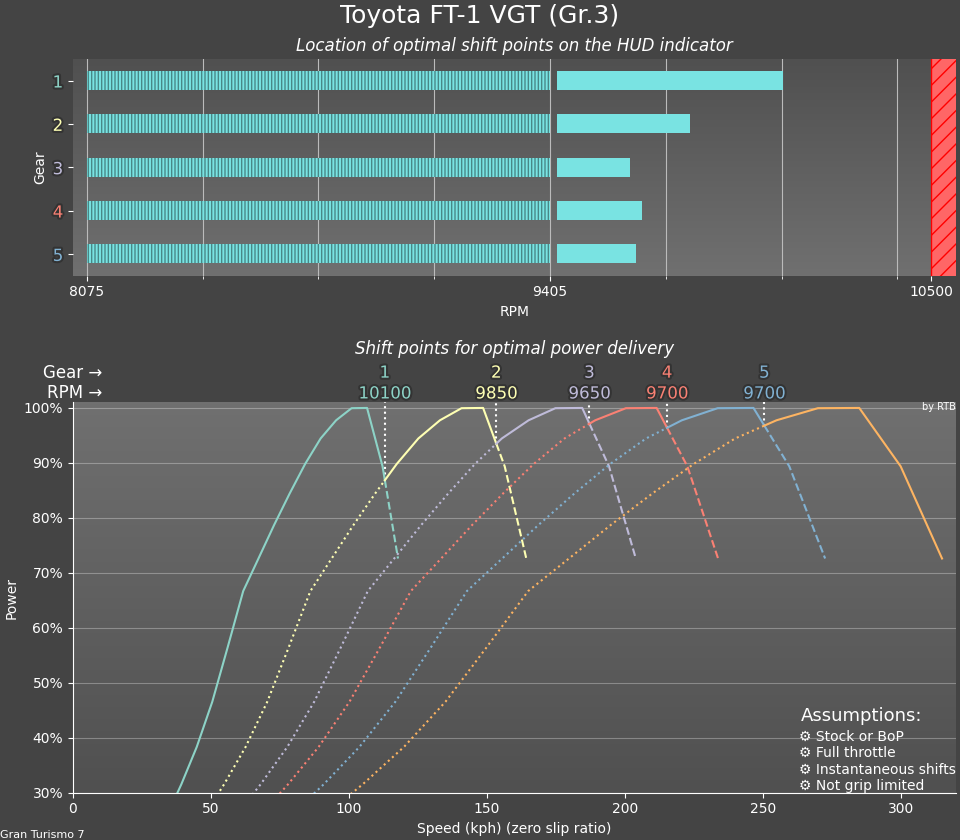 Toyota FT-1 VGT (Gr.3)
Location of optimal shift points on the HUD indicator
Gear
1
2
3
4
5
8075 9405 10500
RPM
Shift points for optimal power delivery
Gear → 1 2 3 4 5
RPM → 10100 9850 9650 9700 9700
by RTB
Power
100%
90%
80%
70%
60%
50%
40%
30%
Assumptions:
⚙ Stock or BoP
⚙ Full throttle
⚙ Instantaneous shifts
⚙ Not grip limited
0 50 100 150 200 250 300
Speed (kph) (zero slip ratio)
Gran Turismo 7